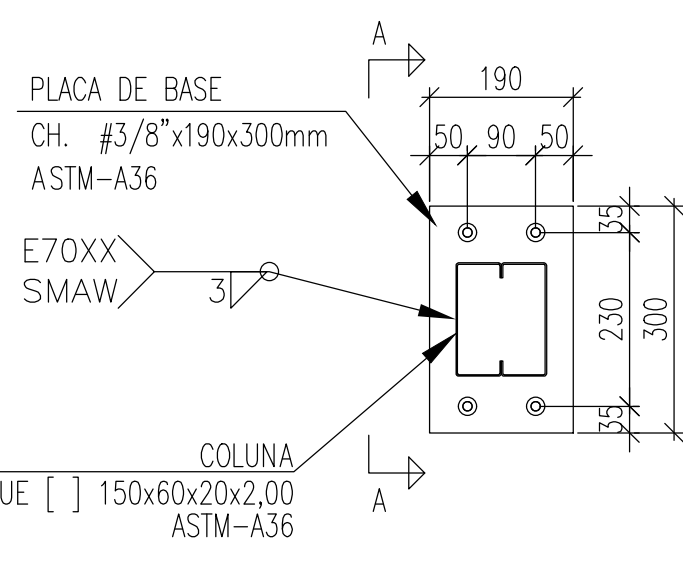 A
190
PLACA DE BASE
CH. #3/8"x190x300mm
ASTM-A36
50 90 50
35
E70XX
SMAW
3
230
300
35
COLUNA
UE [ ] 150x60x20x2,00
ASTM-A36
A